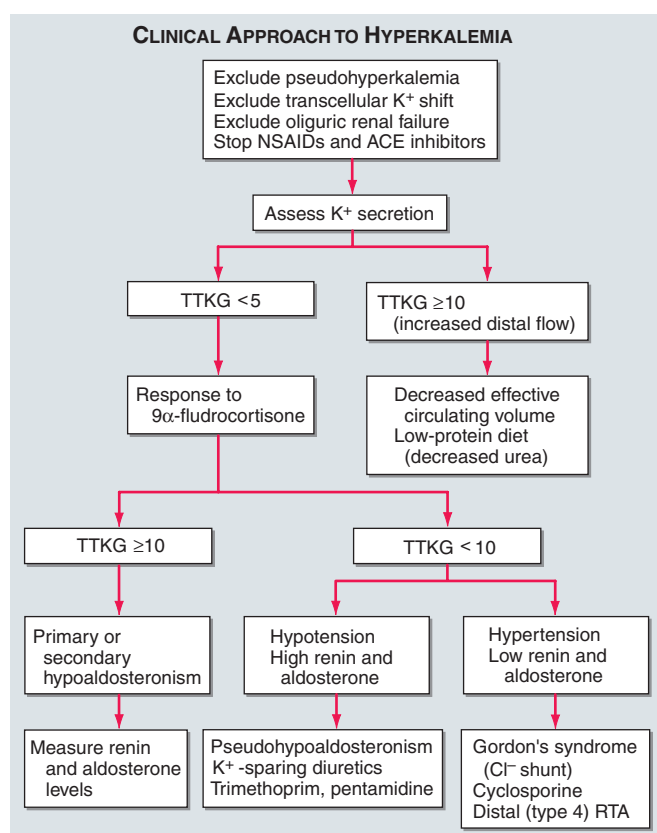 CLINICAL APPROACH TO HYPERKALEMIA
Exclude pseudohyperkalemia
Exclude transcellular K+ shift
Exclude oliguric renal failure
Stop NSAIDs and ACE inhibitors
Assess K+ secretion
TTKG <5
TTKG ≥10
(increased distal flow)
Response to
9α-fludrocortisone
Decreased effective
circulating volume
Low-protein diet
(decreased urea)
TTKG ≥10
TTKG < 10
Primary or
secondary
hypoaldosteronism
Hypotension
High renin and
aldosterone
Hypertension
Low renin and
aldosterone
Measure renin
and aldosterone
levels
Pseudohypoaldosteronism
K+ -sparing diuretics
Trimethoprim, pentamidine
Gordon's syndrome
(Cl– shunt)
Cyclosporine
Distal (type 4) RTA